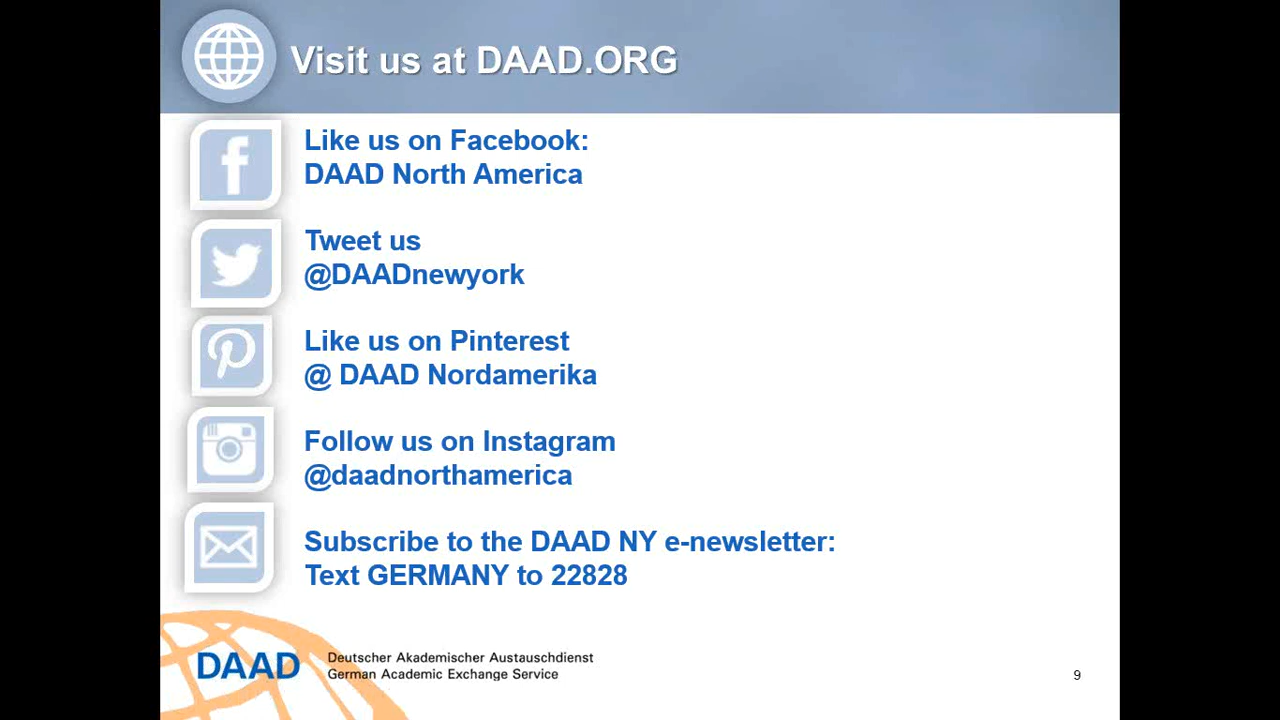 Visit us at DAAD.ORG
Like us on Facebook:
DAAD North America
Tweet us
@DAADnewyork
Like us on Pinterest
@ DAAD Nordamerika
Follow us on Instagram
@daadnorthamerica
Subscribe to the DAAD NY e-newsletter:
Text GERMANY to 22828
DAAD
Deutscher Akademischer Austauschdienst
German Academic Exchange Service
9